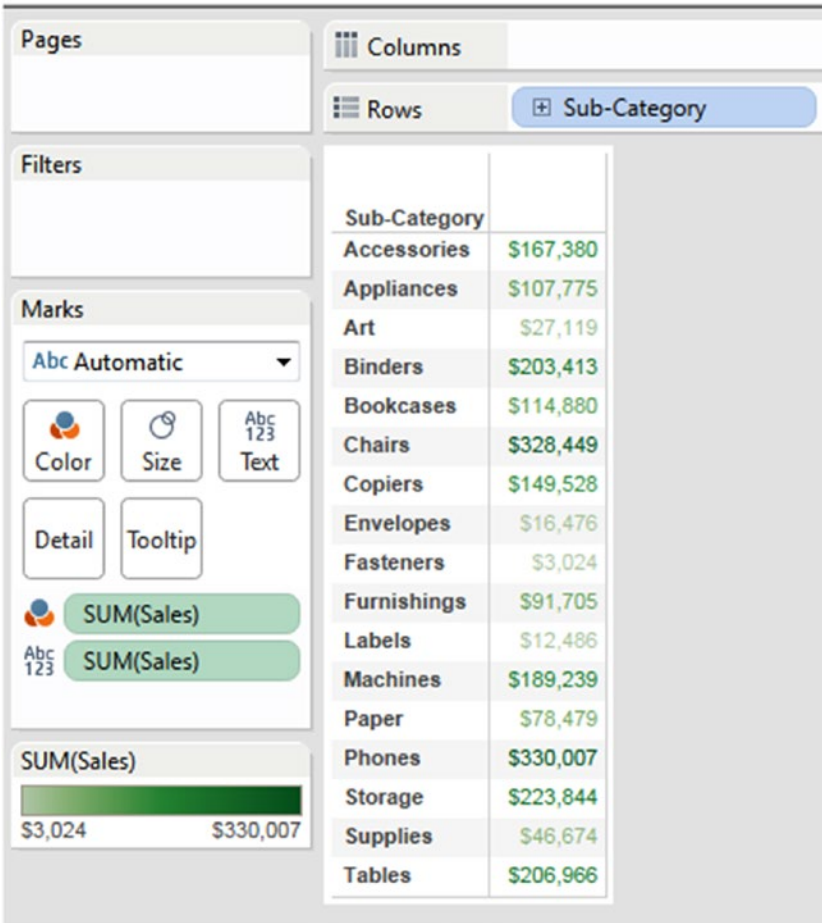 Pages
Columns
Rows
Sub-Category
Filters
Marks
Abc Automatic
Color
Size
Abc
123
Text
Detail
Tooltip
SUM(Sales)
Abc
123
SUM(Sales)
SUM(Sales)
$3,024 $330,007
Sub-Category
Accessories $167,380
Appliances $107,775
Art $27,119
Binders $203,413
Bookcases $114,880
Chairs $328,449
Copiers $149,528
Envelopes $16,476
Fasteners $3,024
Furnishings $91,705
Labels $12,486
Machines $189,239
Paper $78,479
Phones $330,007
Storage $223,844
Supplies $46,674
Tables $206,966